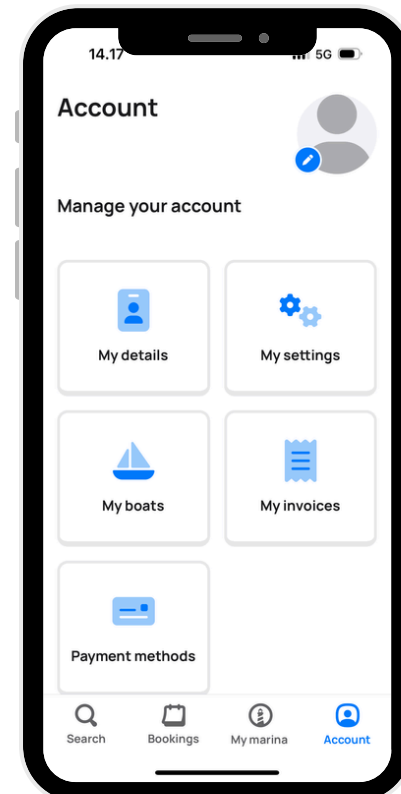 14.17 5G
Account
Manage your account
My details My settings
My boats My invoices
Payment methods
Search Bookings My marina Account